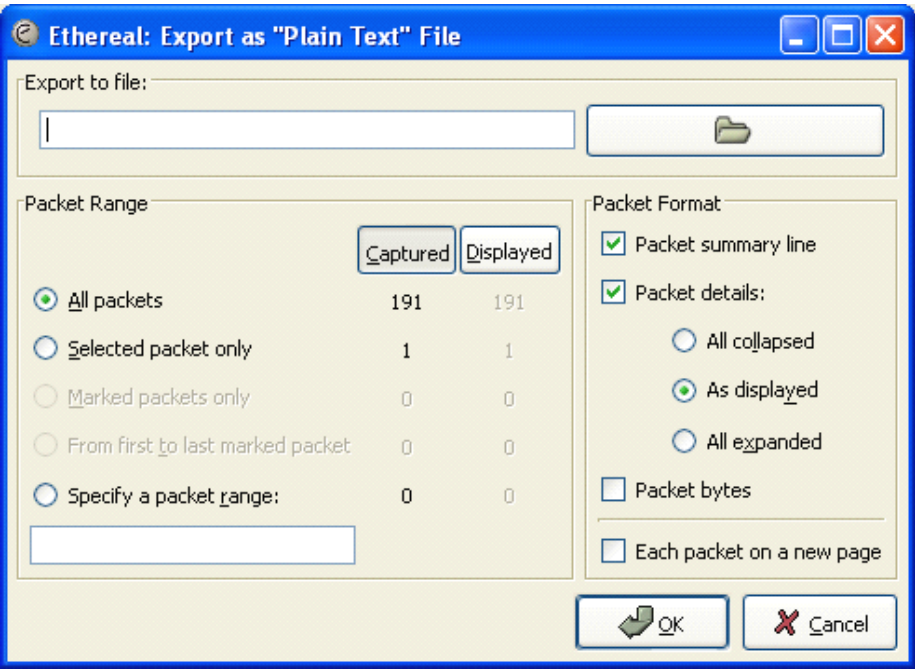 Ethereal: Export as "Plain Text" File
Export to file:
Packet Range
Captured Displayed
All packets 191 191
Selected packet only 1 1
Marked packets only 0 0
From first to last marked packet 0 0
Specify a packet range: 0 0
Packet Format
Packet summary line
Packet details:
All collapsed
As displayed
All expanded
Packet bytes
Each packet on a new page
OK Cancel